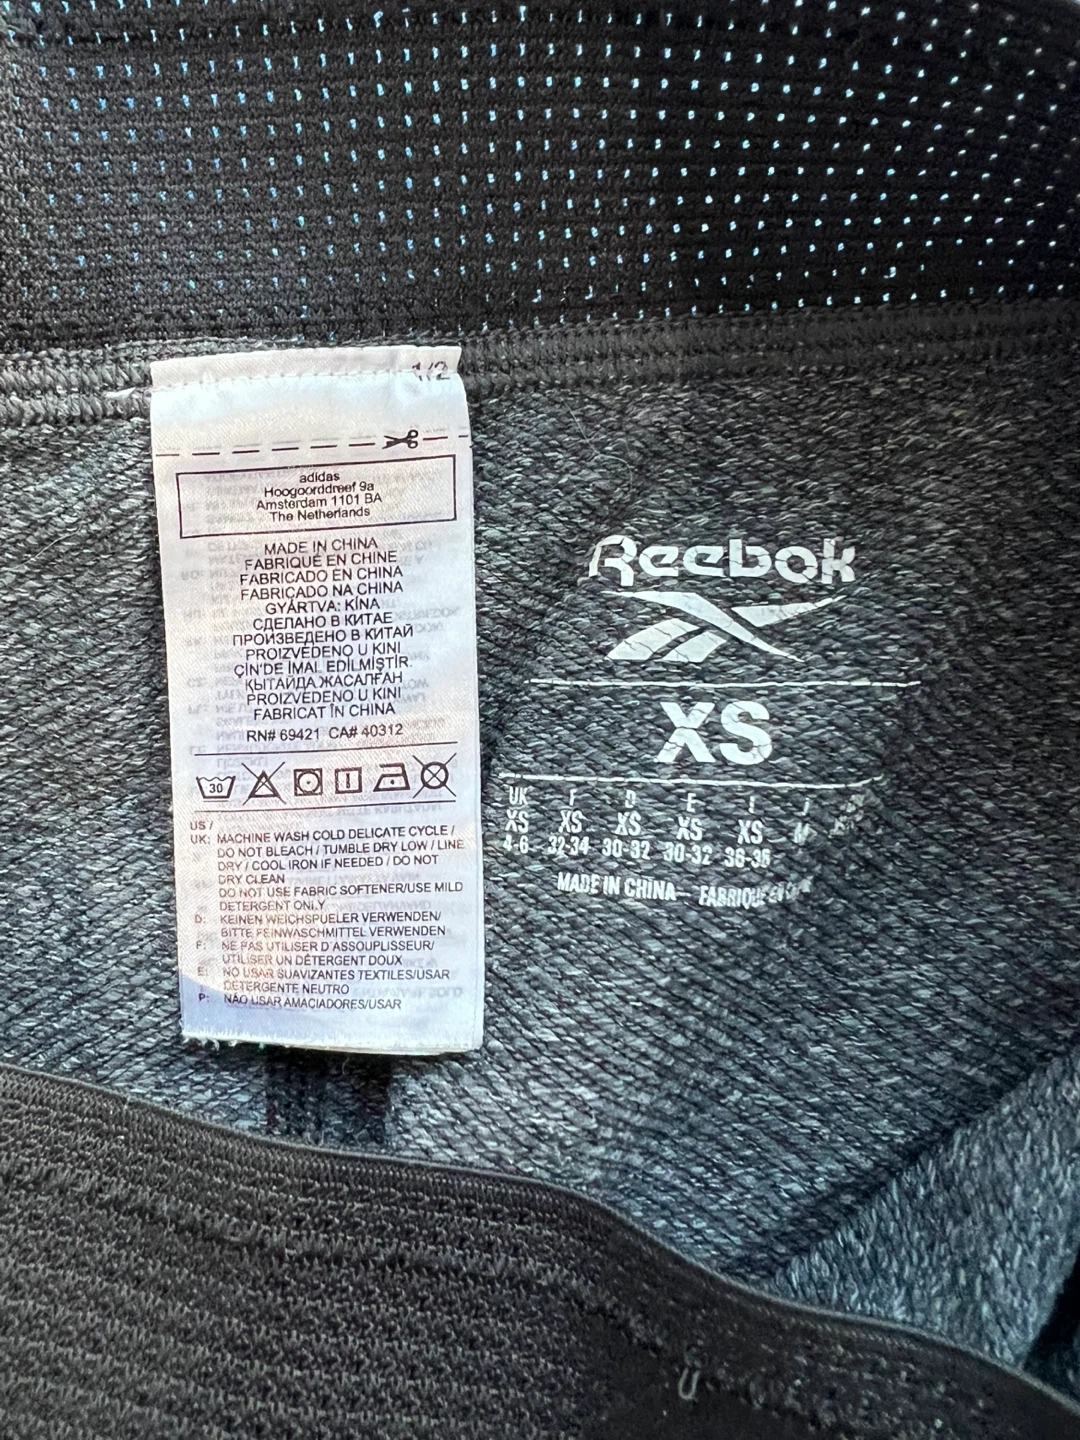 1/2
adidas
Hoogoorddreef 9a
Amsterdam 1101 BA
The Netherlands
MADE IN CHINA
FABRIQUÉ EN CHINE
FABRICADO EN CHINA
FABRICADO NA CHINA
GYÁRTVA: KÍNA
СДЕЛАНО В КИТАЕ
ПРОИЗВЕДЕНО В КИТАЙ
PROIZVEDENO U KINI
ÇİN'DE İMAL EDİLMİŞTİR.
ҚЫТАЙДА ЖАСАЛҒАН
PROIZVEDENO U KINI
FABRICAT ÎN CHINA
RN# 69421 CA# 40312
30
US /
UK: MACHINE WASH COLD DELICATE CYCLE /
DO NOT BLEACH / TUMBLE DRY LOW / LINE
DRY / COOL IRON IF NEEDED / DO NOT
DRY CLEAN
DO NOT USE FABRIC SOFTENER/USE MILD
DETERGENT ONLY
D: KEINEN WEICHSPUELER VERWENDEN/
BITTE FEINWASCHMITTEL VERWENDEN
F: NE PAS UTILISER D'ASSOUPLISSEUR/
UTILISER UN DÉTERGENT DOUX
E: NO USAR SUAVIZANTES TEXTILES/USAR
DETERGENTE NEUTRO
P: NÃO USAR AMACIADORES/USAR
Reebok
XS
UK F D E I J
XS XS XS XS XS M
4-6 32-34 30-32 30-32 36-38
MADE IN CHINA - FABRIQUÉ EN